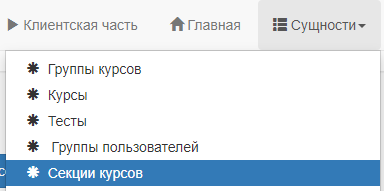 Клиентская часть Главная Сущности
Группы курсов
Курсы
Тесты
Группы пользователей
Секции курсов